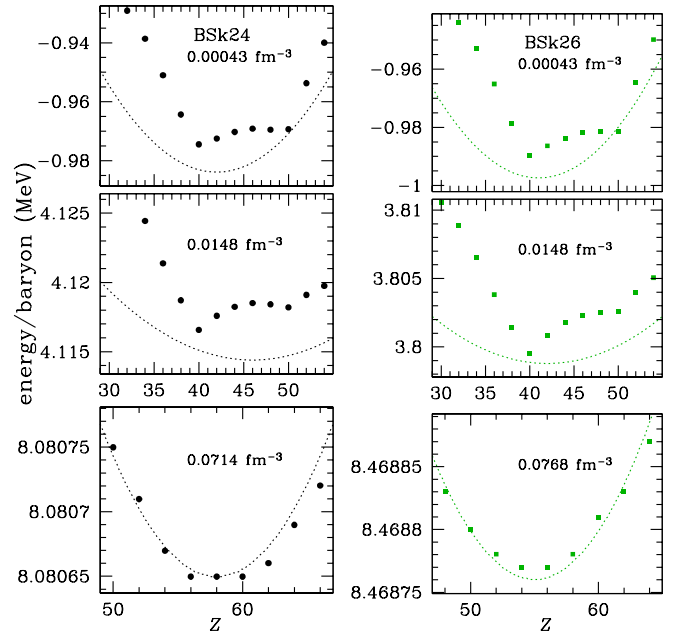 energy/baryon (MeV)
BSk24
0.00043 fm⁻³
−0.94
−0.96
−0.98
BSk26
0.00043 fm⁻³
−0.96
−0.98
−1
0.0148 fm⁻³
4.125
4.12
4.115
30 35 40 45 50
0.0148 fm⁻³
3.81
3.805
3.8
30 35 40 45 50
0.0714 fm⁻³
8.08075
8.0807
8.08065
50 60
Z
0.0768 fm⁻³
8.46885
8.4688
8.46875
50 60
Z